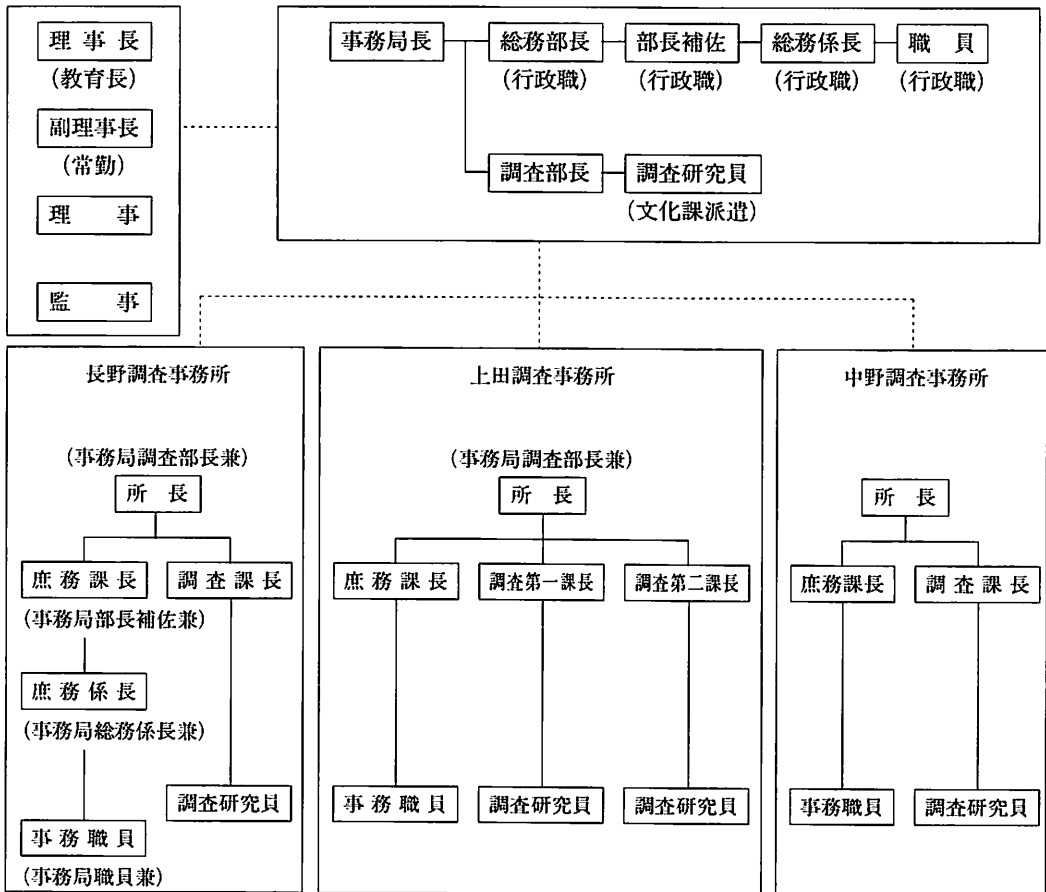 理事長
(教育長)
副理事長
(常勤)
理　事
監　事
事務局長 総務部長 部長補佐 総務係長 職員
(行政職) (行政職) (行政職) (行政職)
調査部長 調査研究員
(文化課派遣)
長野調査事務所
(事務局調査部長兼)
所長
庶務課長 調査課長
(事務局部長補佐兼)
庶務係長
(事務局総務係長兼)
調査研究員
事務職員
(事務局職員兼)
上田調査事務所
(事務局調査部長兼)
所長
庶務課長 調査第一課長 調査第二課長
事務職員 調査研究員 調査研究員
中野調査事務所
所長
庶務課長 調査課長
事務職員 調査研究員